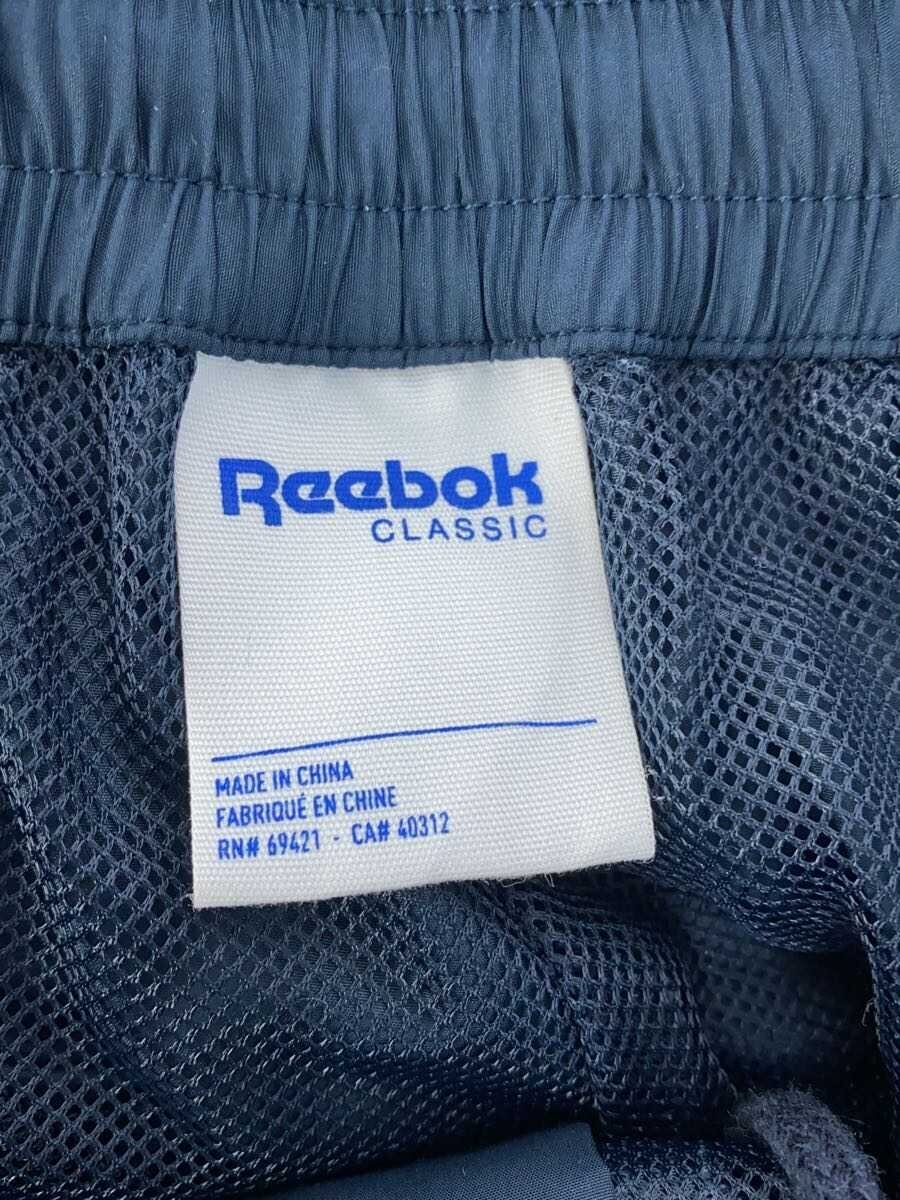 Reebok
CLASSIC
MADE IN CHINA
FABRIQUÉ EN CHINE
RN# 69421 - CA# 40312